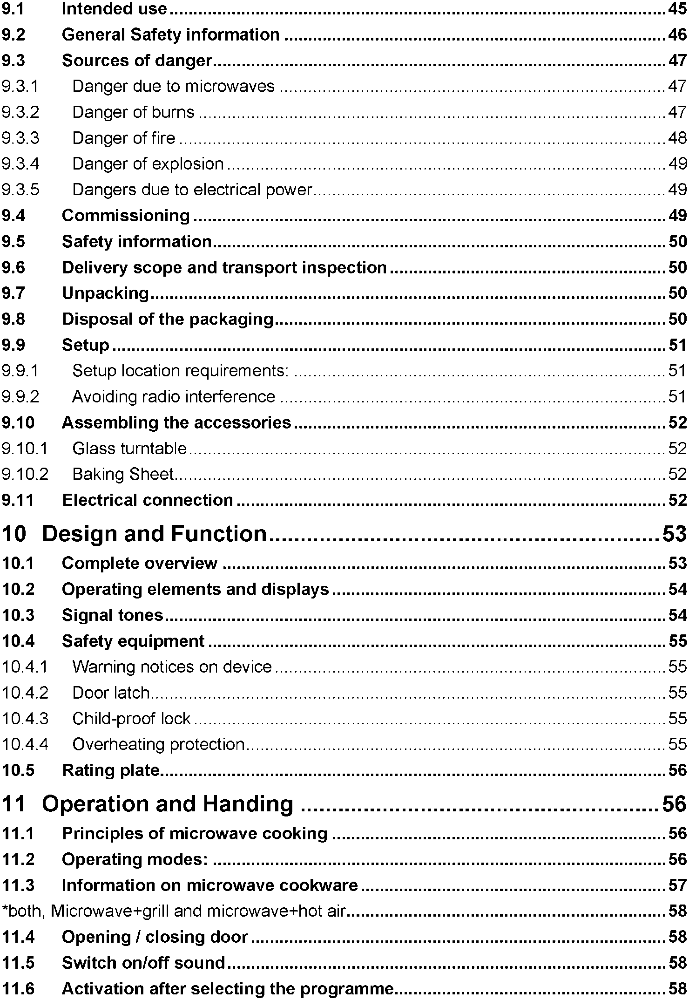 9.1 Intended use 45
9.2 General Safety information 46
9.3 Sources of danger 47
9.3.1 Danger due to microwaves 47
9.3.2 Danger of burns 47
9.3.3 Danger of fire 48
9.3.4 Danger of explosion 49
9.3.5 Dangers due to electrical power 49
9.4 Commissioning 49
9.5 Safety information 50
9.6 Delivery scope and transport inspection 50
9.7 Unpacking 50
9.8 Disposal of the packaging 50
9.9 Setup 51
9.9.1 Setup location requirements: 51
9.9.2 Avoiding radio interference 51
9.10 Assembling the accessories 52
9.10.1 Glass turntable 52
9.10.2 Baking Sheet 52
9.11 Electrical connection 52
10 Design and Function 53
10.1 Complete overview 53
10.2 Operating elements and displays 54
10.3 Signal tones 54
10.4 Safety equipment 55
10.4.1 Warning notices on device 55
10.4.2 Door latch 55
10.4.3 Child-proof lock 55
10.4.4 Overheating protection 55
10.5 Rating plate 56
11 Operation and Handing 56
11.1 Principles of microwave cooking 56
11.2 Operating modes: 56
11.3 Information on microwave cookware 57
*both, Microwave+grill and microwave+hot air 58
11.4 Opening / closing door 58
11.5 Switch on/off sound 58
11.6 Activation after selecting the programme 58